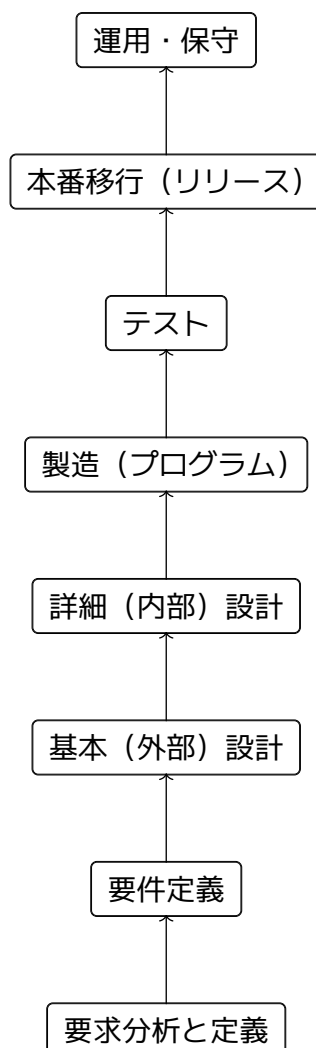 運用・保守
本番移行（リリース）
テスト
製造（プログラム）
詳細（内部）設計
基本（外部）設計
要件定義
要求分析と定義